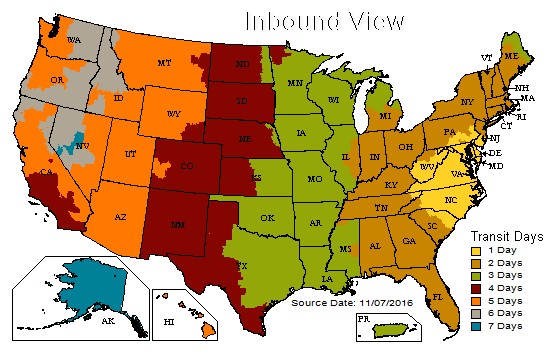 Inbound View
WA
OR
CA
NV
ID
MT
WY
UT
AZ
CO
NM
ND
SD
NE
KS
OK
TX
MN
IA
MO
AR
LA
WI
IL
MI
IN
OH
KY
TN
MS
AL
GA
FL
SC
NC
VA
WV
PA
NY
VT
ME
NH
MA
RI
CT
NJ
DE
MD
AK
HI
PR
Source Date: 11/07/2016
Transit Days
1 Day
2 Days
3 Days
4 Days
5 Days
6 Days
7 Days